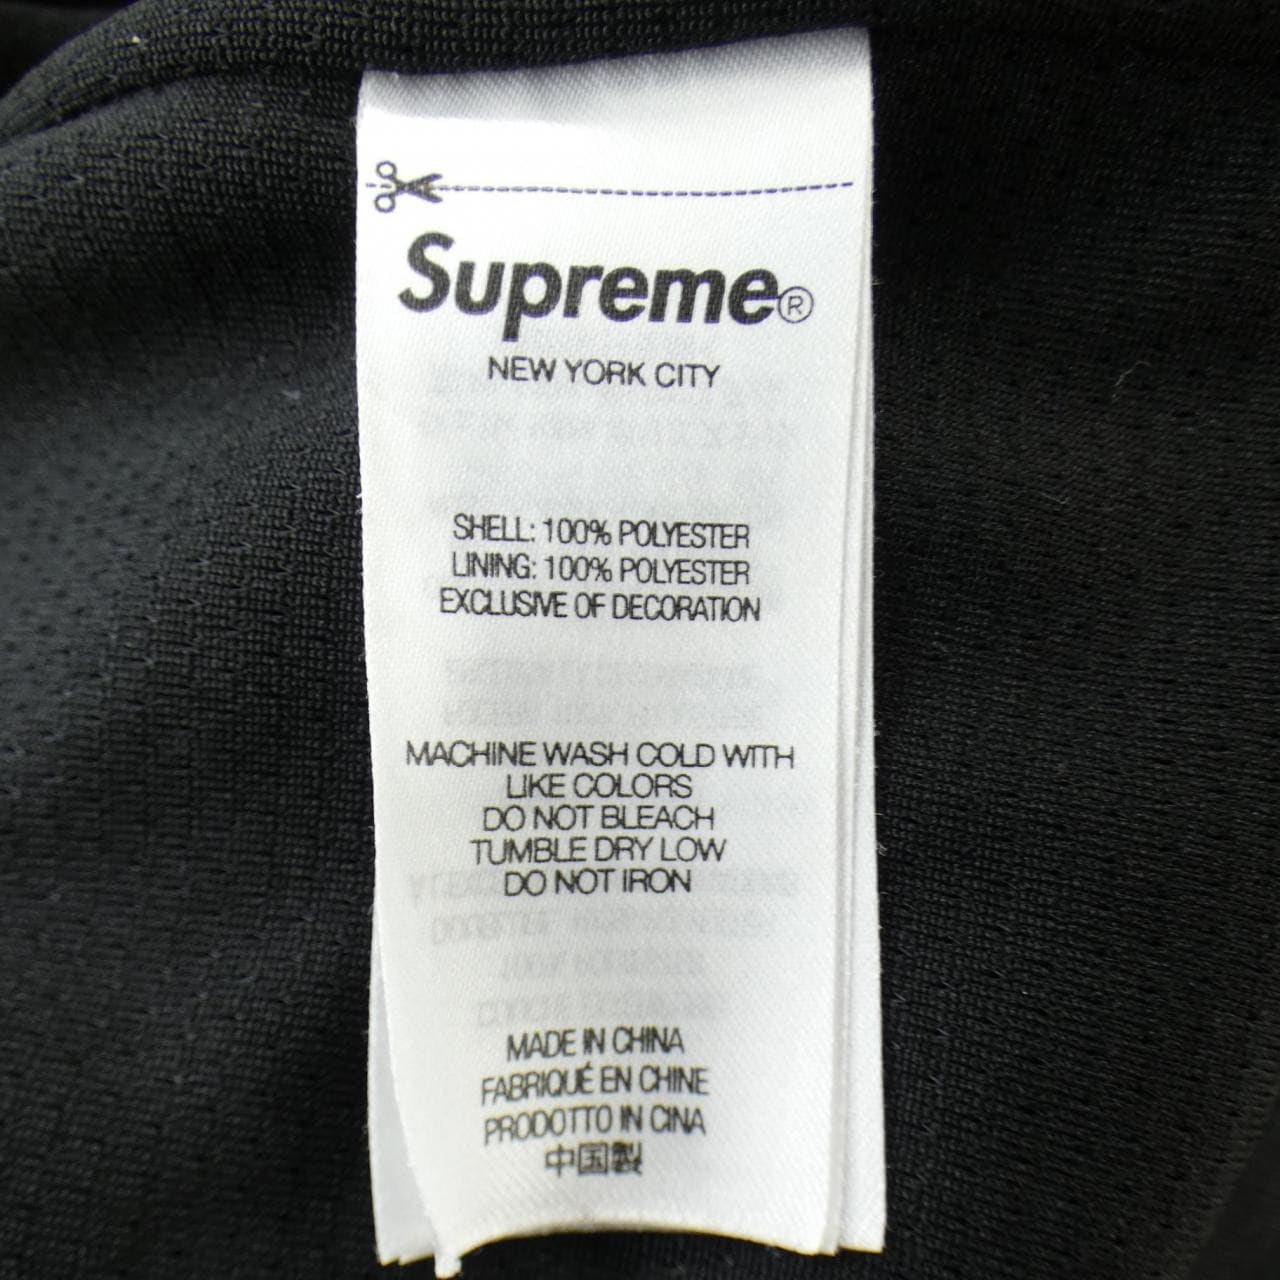 Supreme®
NEW YORK CITY
SHELL: 100% POLYESTER
LINING: 100% POLYESTER
EXCLUSIVE OF DECORATION
MACHINE WASH COLD WITH
LIKE COLORS
DO NOT BLEACH
TUMBLE DRY LOW
DO NOT IRON
MADE IN CHINA
FABRIQUÉ EN CHINE
PRODOTTO IN CINA
中国製